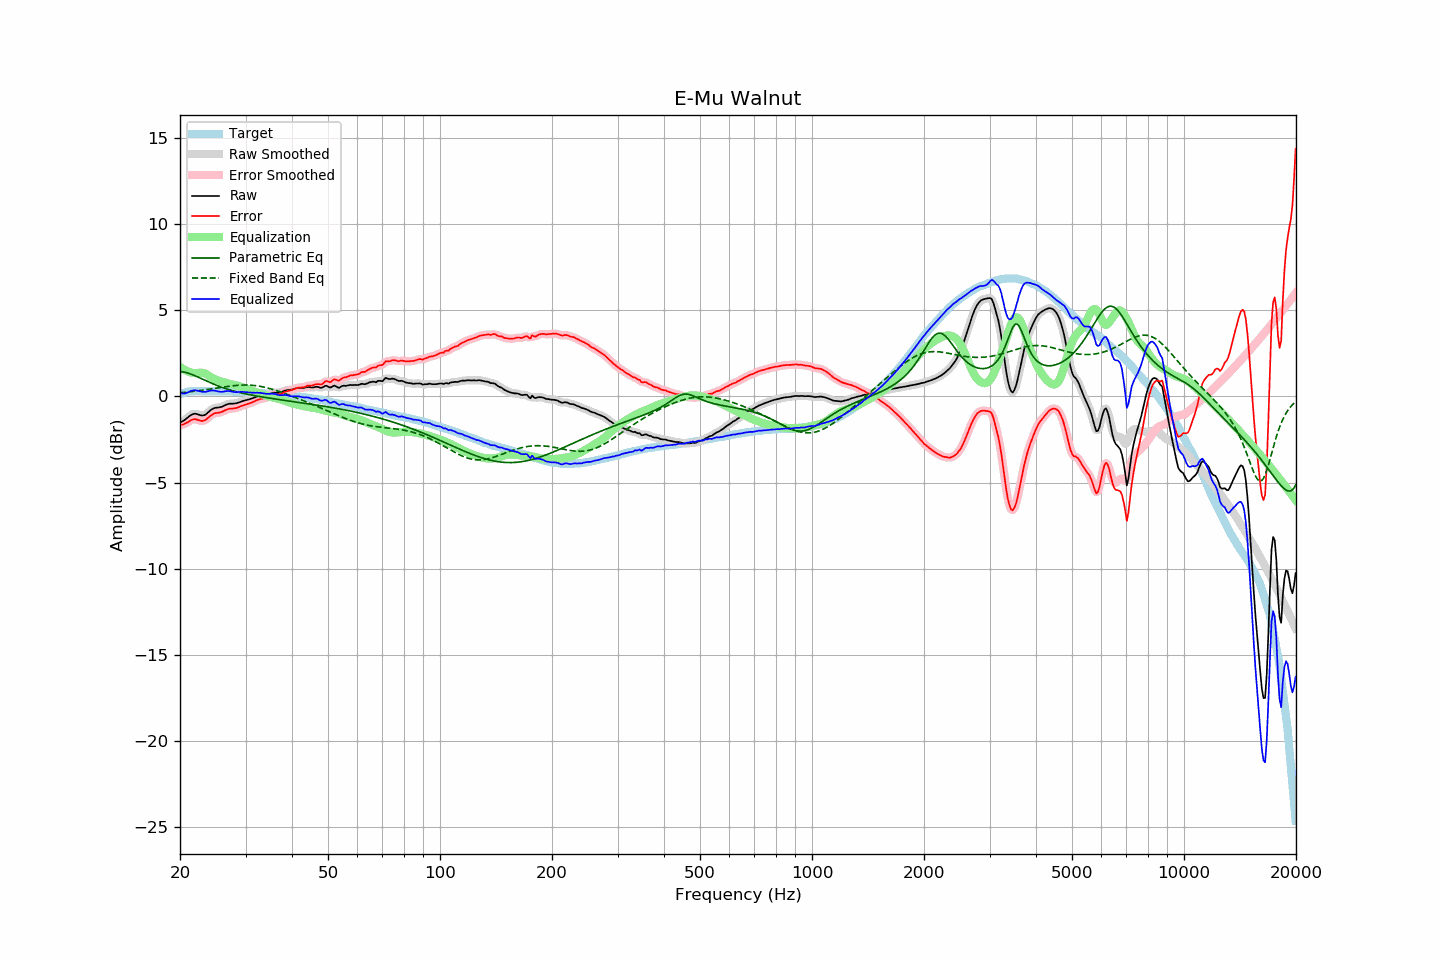 E-Mu Walnut
Target
Raw Smoothed
Error Smoothed
Raw
Error
Equalization
Parametric Eq
Fixed Band Eq
Equalized
15
10
5
0
−5
−10
−15
−20
−25
Amplitude (dBr)
20 50 100 200 500 1000 2000 5000 10000 20000
Frequency (Hz)